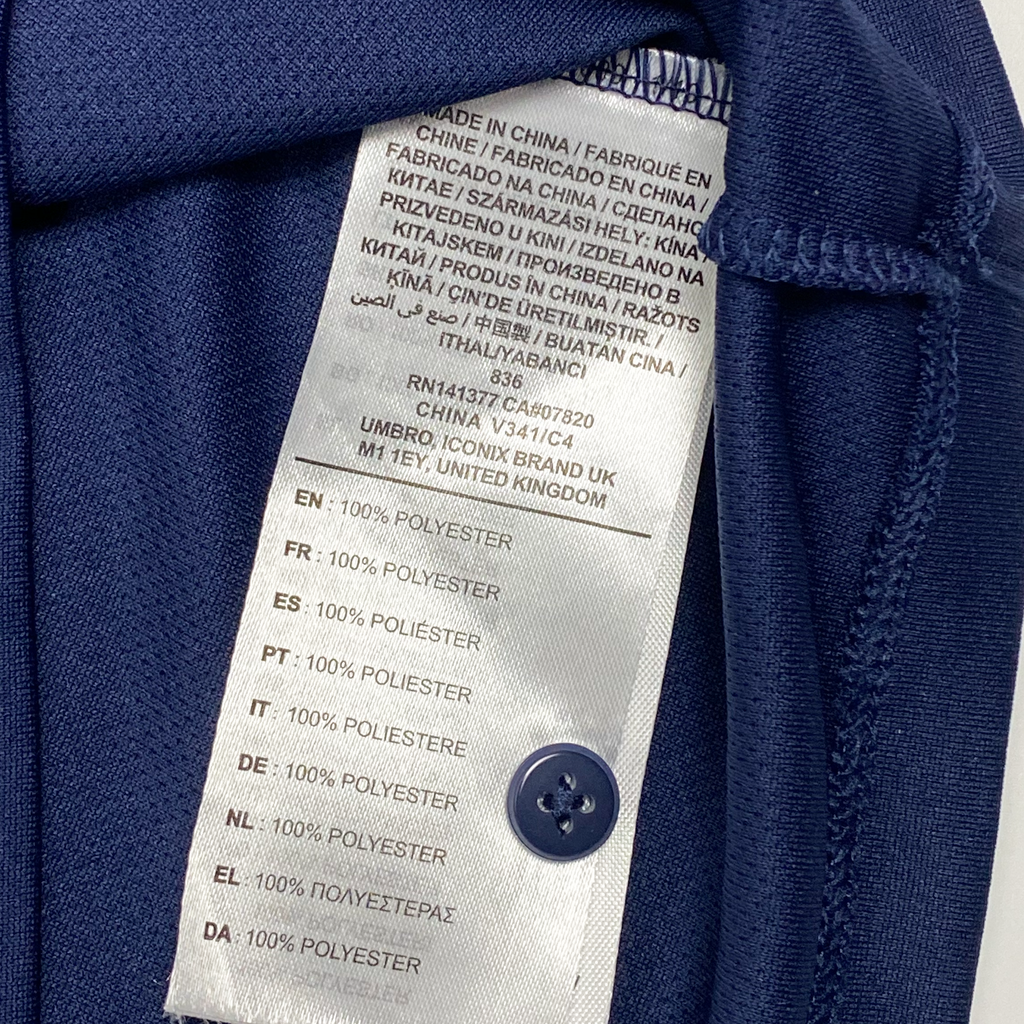 MADE IN CHINA / FABRIQUÉ EN
CHINE / FABRICADO EN CHINA /
FABRICADO NA CHINA / СДЕЛАНО
КИТАЕ / SZÁRMAZÁSI HELY: KÍNA /
PRIZVEDENO U KINI / IZDELANO NA
KITAJSKEM / ПРОИЗВЕДЕНО В
КИТАЙ / PRODUS ÎN CHINA / RAŽOTS
ĶĪNĀ / ÇIN'DE ÜRETILMIŞTIR. /
صنع في الصين / 中国製 / BUATAN CINA /
ITHAL/YABANCI
836
RN141377 CA#07820
CHINA V341/C4
UMBRO, ICONIX BRAND UK
M1 1EY, UNITED KINGDOM
EN : 100% POLYESTER
FR : 100% POLYESTER
ES : 100% POLIÉSTER
PT : 100% POLIESTER
IT : 100% POLIESTERE
DE : 100% POLYESTER
NL : 100% POLYESTER
EL : 100% ΠΟΛΥΕΣΤΕΡΑΣ
DA : 100% POLYESTER